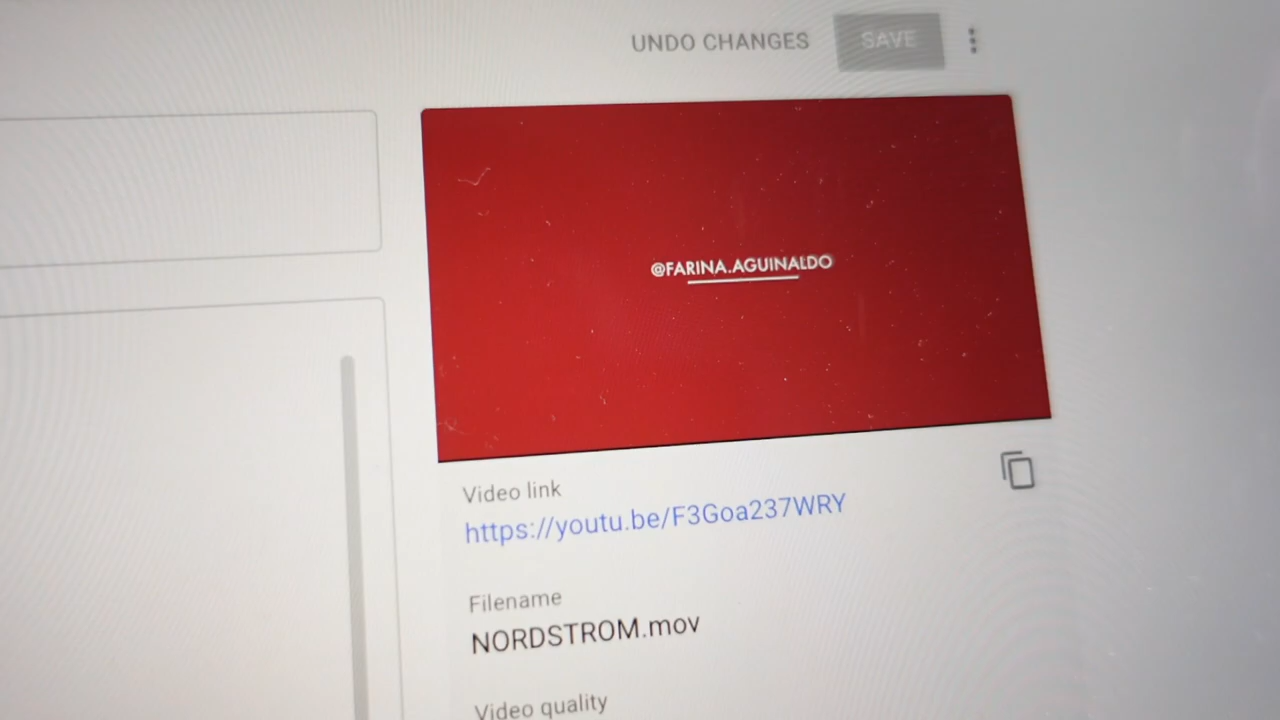 UNDO CHANGES
SAVE
@FARINA.AGUINALDO
Video link
https://youtu.be/F3Goa237WRY
Filename
NORDSTROM.mov
Video quality